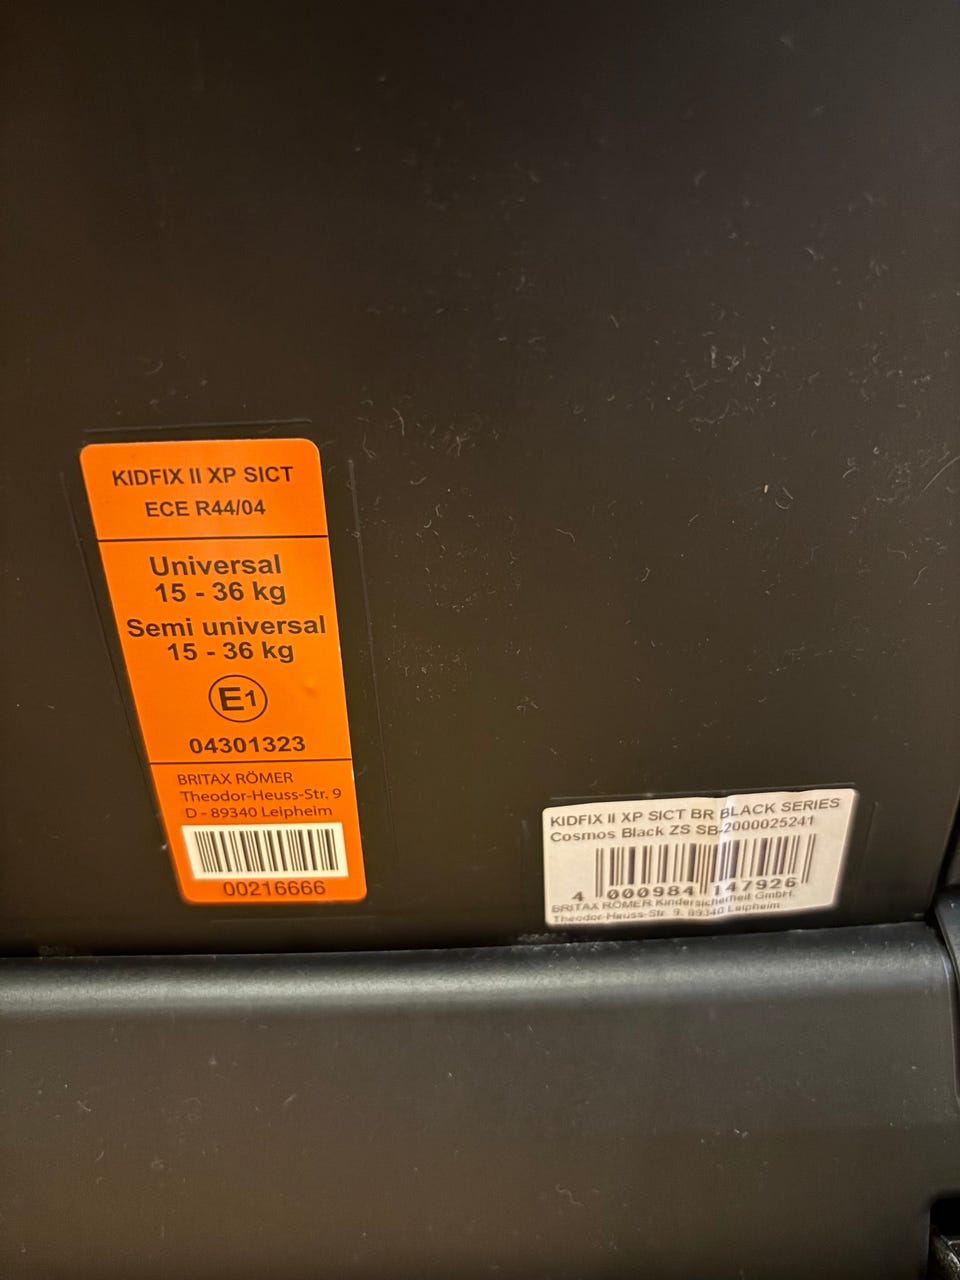 KIDFIX II XP SICT
ECE R44/04
Universal
15 - 36 kg
Semi universal
15 - 36 kg
E1
04301323
BRITAX RÖMER
Theodor-Heuss-Str. 9
D - 89340 Leipheim
00216666
KIDFIX II XP SICT BR BLACK SERIES
Cosmos Black ZS SB 2000025241
4 000984 147926
BRITAX RÖMER Kindersicherheit GmbH.
Theodor-Heuss-Str. 9. 89340 Leipheim